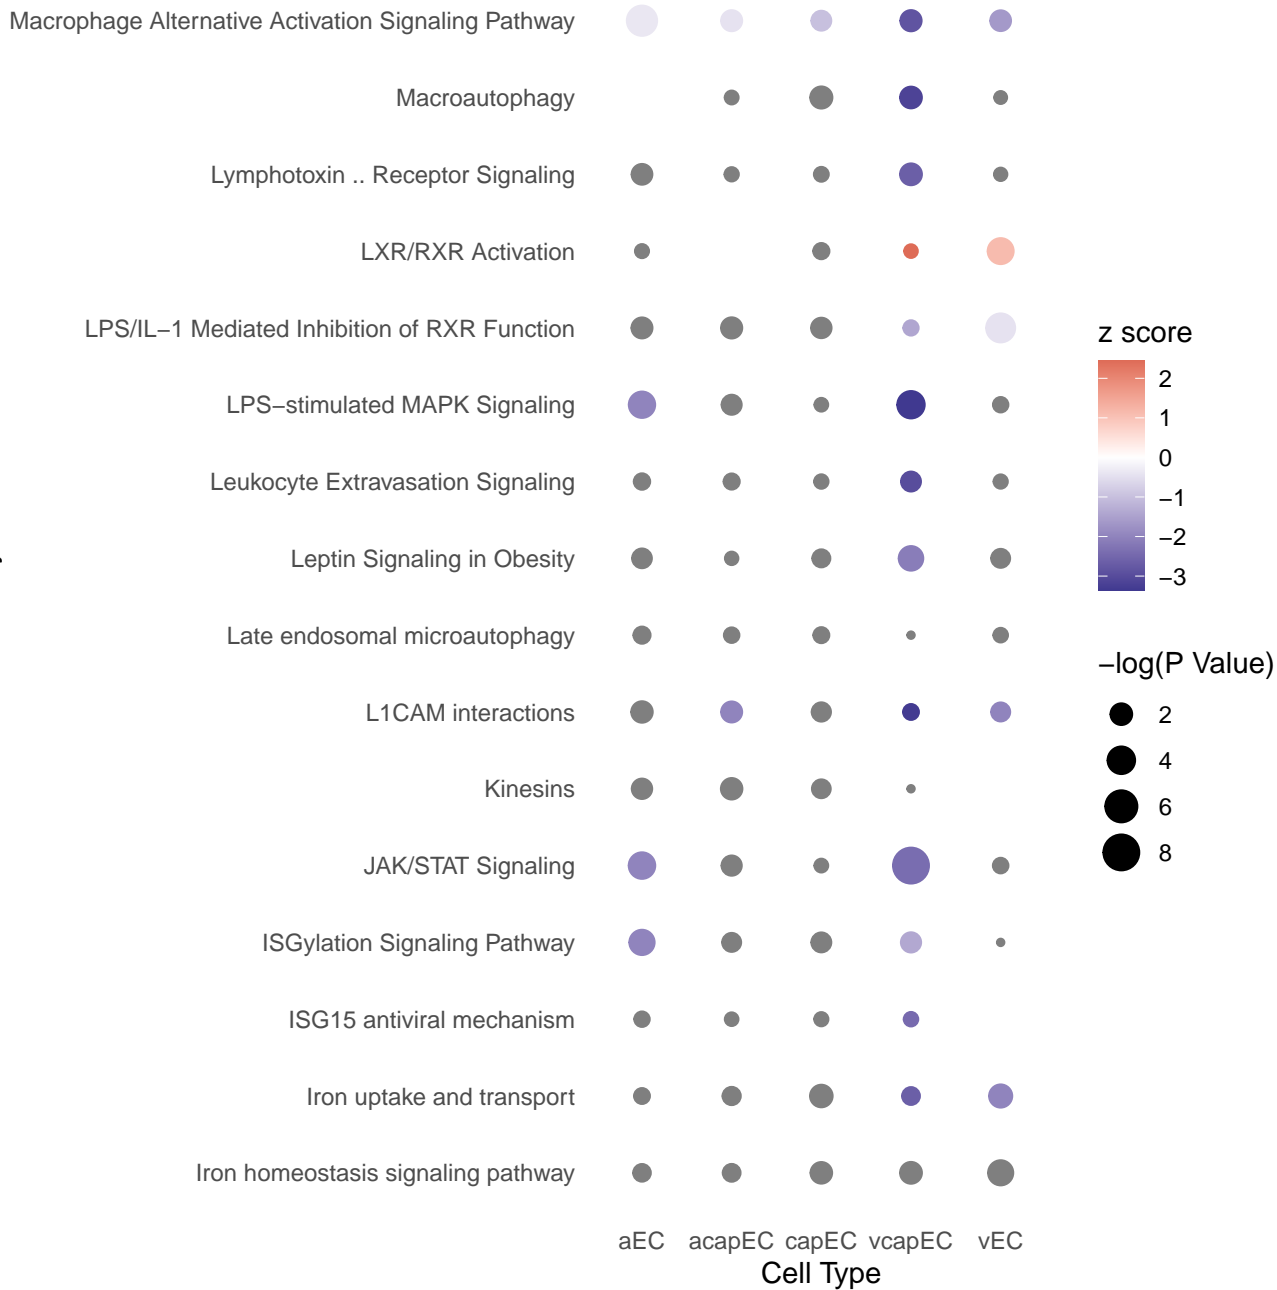 Macrophage Alternative Activation Signaling Pathway
Macroautophagy
Lymphotoxin .. Receptor Signaling
LXR/RXR Activation
LPS/IL−1 Mediated Inhibition of RXR Function
LPS−stimulated MAPK Signaling
Leukocyte Extravasation Signaling
Leptin Signaling in Obesity
Late endosomal microautophagy
L1CAM interactions
Kinesins
JAK/STAT Signaling
ISGylation Signaling Pathway
ISG15 antiviral mechanism
Iron uptake and transport
Iron homeostasis signaling pathway
aEC acapEC capEC vcapEC vEC
Cell Type
z score
2
1
0
−1
−2
−3
−log(P Value)
2
4
6
8